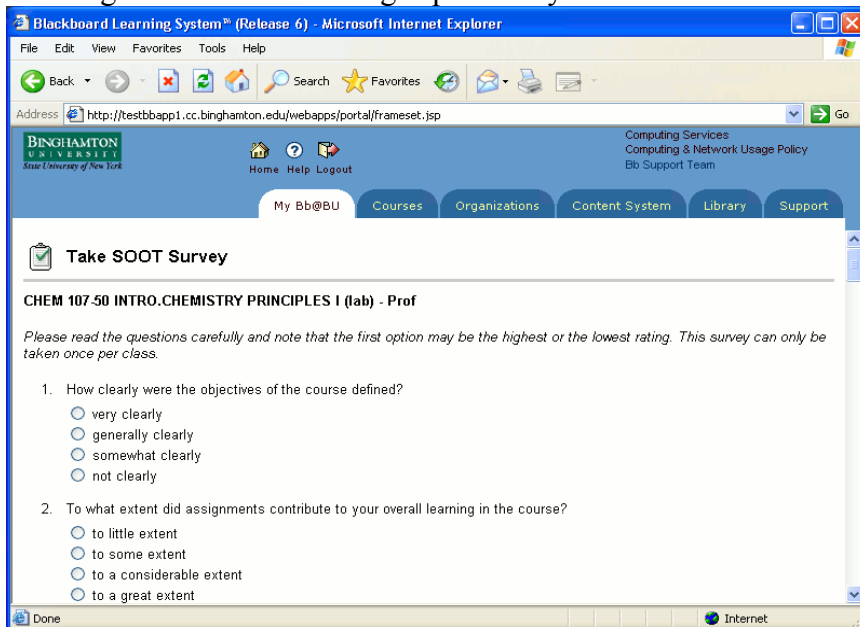 Blackboard Learning System™ (Release 6) - Microsoft Internet Explorer
File Edit View Favorites Tools Help
Back Search Favorites
Address http://testbbapp1.cc.binghamton.edu/webapps/portal/frameset.jsp Go
BINGHAMTON
UNIVERSITY
State University of New York
Home Help Logout
Computing Services
Computing & Network Usage Policy
Bb Support Team
My Bb@BU Courses Organizations Content System Library Support
Take SOOT Survey
CHEM 107-50 INTRO.CHEMISTRY PRINCIPLES I (lab) - Prof
Please read the questions carefully and note that the first option may be the highest or the lowest rating. This survey can only be
taken once per class.
1. How clearly were the objectives of the course defined?
very clearly
generally clearly
somewhat clearly
not clearly
2. To what extent did assignments contribute to your overall learning in the course?
to little extent
to some extent
to a considerable extent
to a great extent
Done Internet